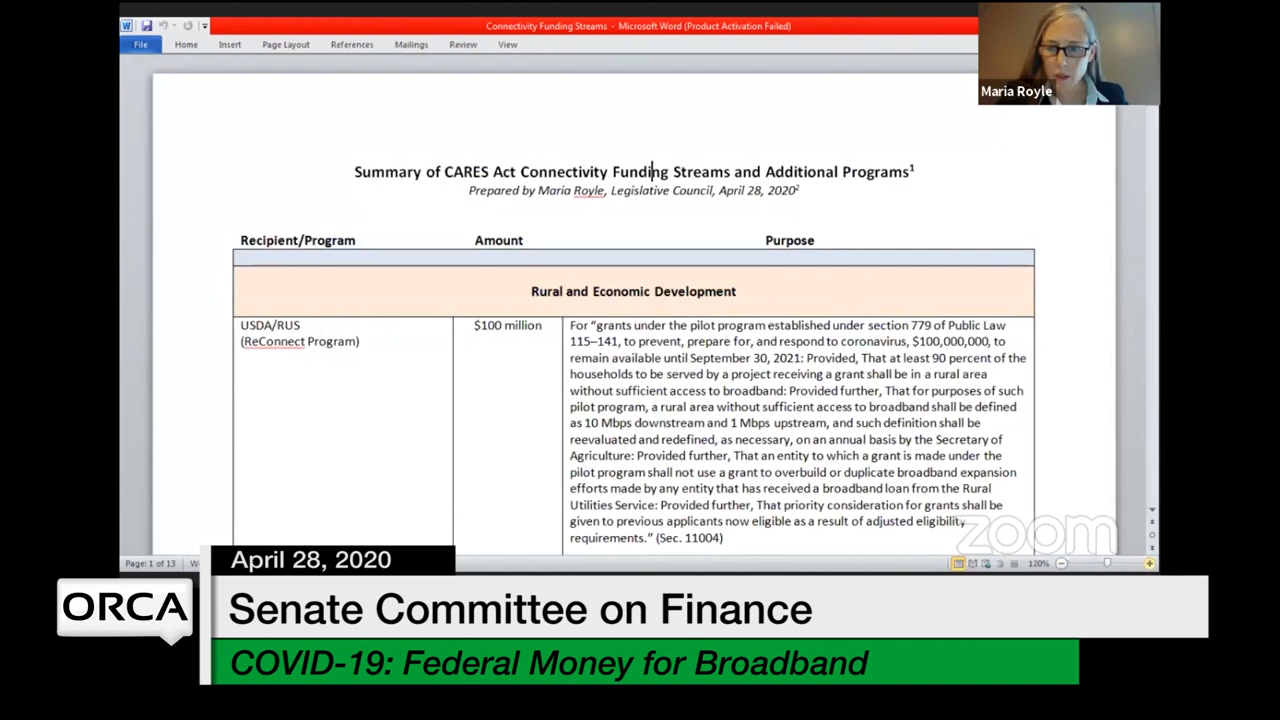 Connectivity Funding Streams - Microsoft Word (Product Activation Failed)
File Home Insert Page Layout References Mailings Review View
Maria Royle
Summary of CARES Act Connectivity Funding Streams and Additional Programs¹
Prepared by Maria Royle, Legislative Council, April 28, 2020²
Recipient/Program Amount Purpose
Rural and Economic Development
USDA/RUS
(ReConnect Program)
$100 million
For “grants under the pilot program established under section 779 of Public Law
115–141, to prevent, prepare for, and respond to coronavirus, $100,000,000, to
remain available until September 30, 2021: Provided, That at least 90 percent of the
households to be served by a project receiving a grant shall be in a rural area
without sufficient access to broadband: Provided further, That for purposes of such
pilot program, a rural area without sufficient access to broadband shall be defined
as 10 Mbps downstream and 1 Mbps upstream, and such definition shall be
reevaluated and redefined, as necessary, on an annual basis by the Secretary of
Agriculture: Provided further, That an entity to which a grant is made under the
pilot program shall not use a grant to overbuild or duplicate broadband expansion
efforts made by any entity that has received a broadband loan from the Rural
Utilities Service: Provided further, That priority consideration for grants shall be
given to previous applicants now eligible as a result of adjusted eligibility
requirements.” (Sec. 11004)
zoom
Page: 1 of 13
120%
April 28, 2020
ORCA
Senate Committee on Finance
COVID-19: Federal Money for Broadband